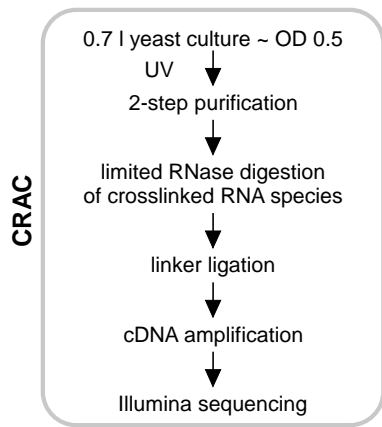 CRAC
0.7 l yeast culture ~ OD 0.5
UV
2-step purification
limited RNase digestion
of crosslinked RNA species
linker ligation
cDNA amplification
Illumina sequencing